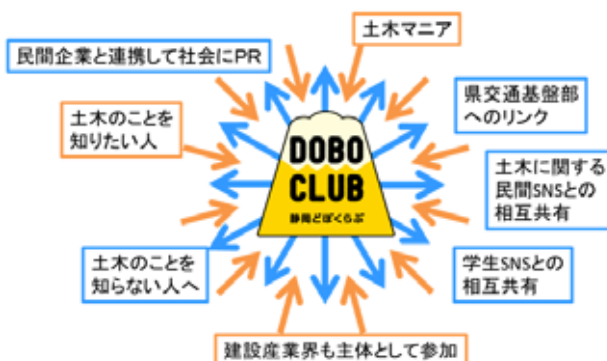 土木マニア
民間企業と連携して社会にPR
県交通基盤部
へのリンク
土木のことを
知りたい人
DOBO
CLUB
静岡どぼくらぶ
土木に関する
民間SNSとの
相互共有
土木のことを
知らない人へ
学生SNSとの
相互共有
建設産業界も主体として参加